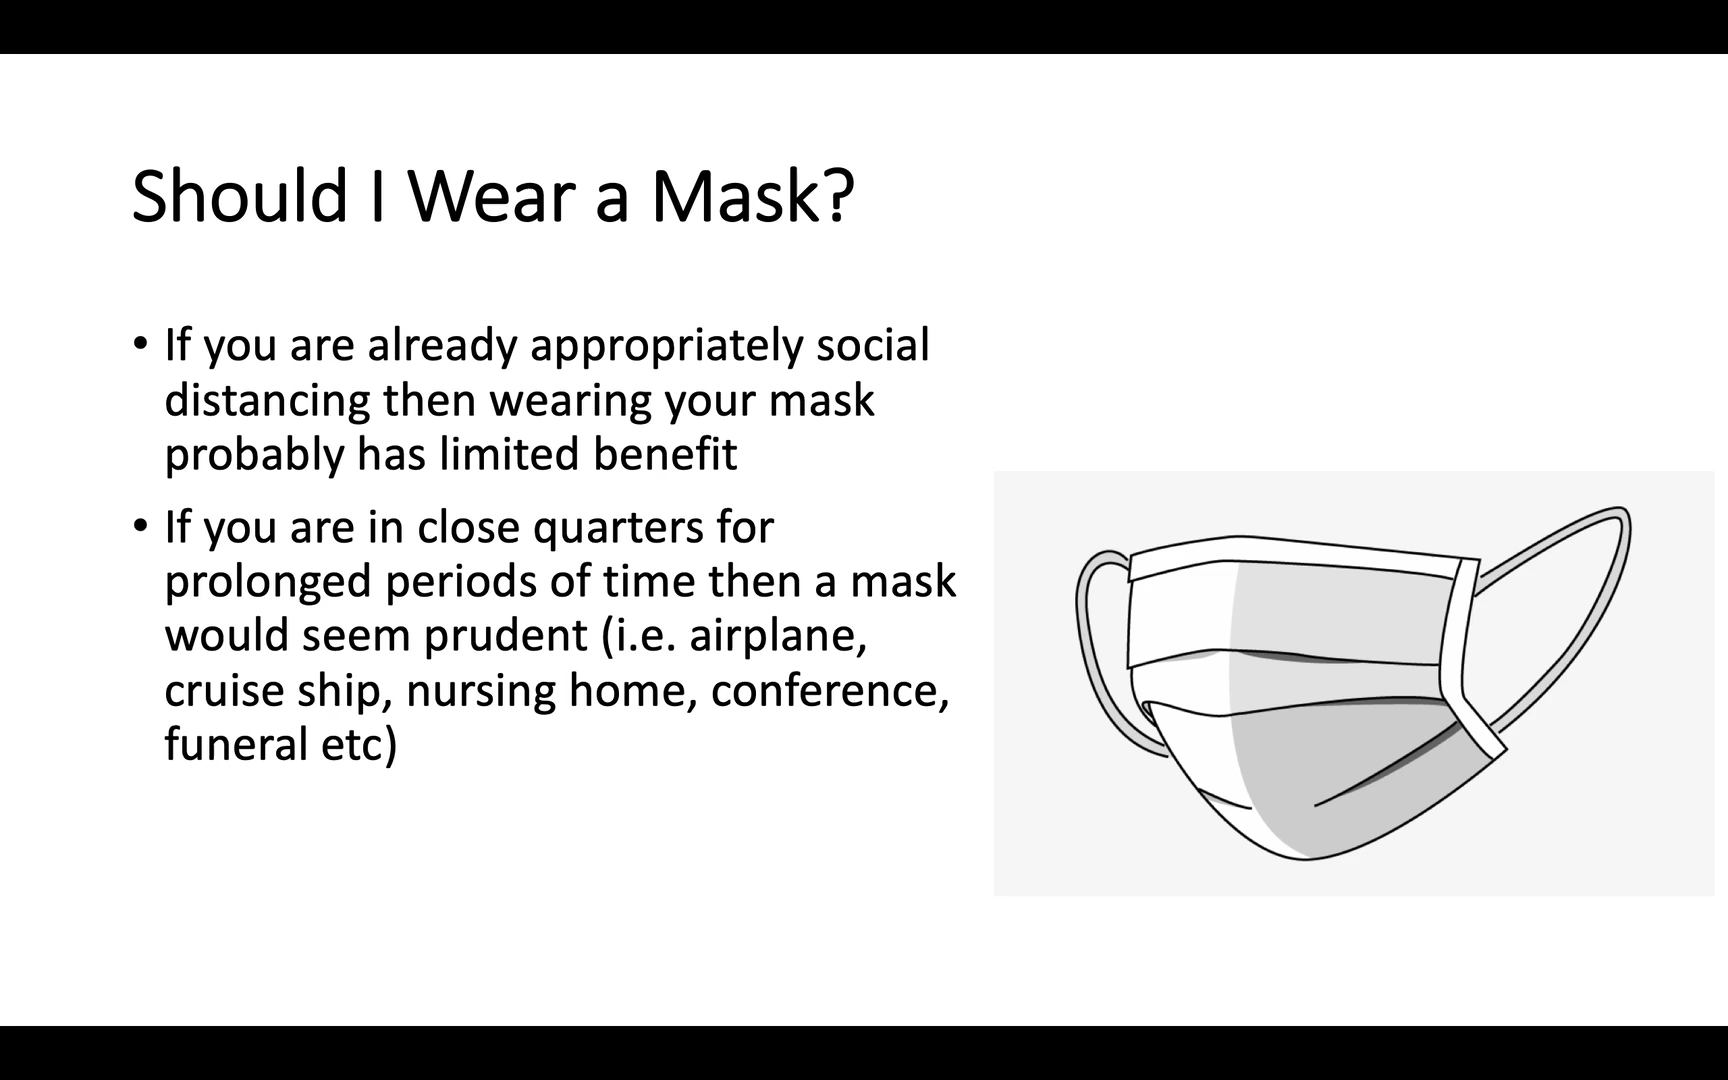 Should I Wear a Mask?
• If you are already appropriately social
distancing then wearing your mask
probably has limited benefit
• If you are in close quarters for
prolonged periods of time then a mask
would seem prudent (i.e. airplane,
cruise ship, nursing home, conference,
funeral etc)